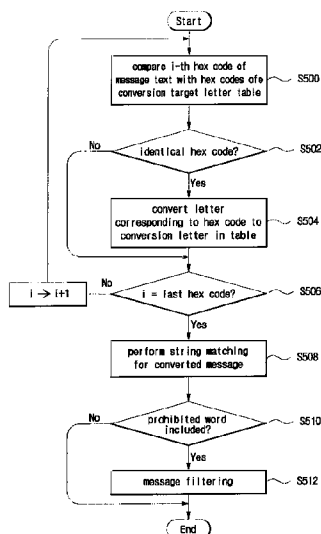 Start
compare i-th hex code of
message text with hex codes ofe
conversion target letter table
S500
No
identical hex code?
S502
Yes
convert letter
corresponding to hex code to
conversion letter in table
S504
i → i+1
No
i = last hex code?
S506
Yes
perform string matching
for converted message
S508
No
prohibited word
included?
S510
Yes
message filtering
S512
End